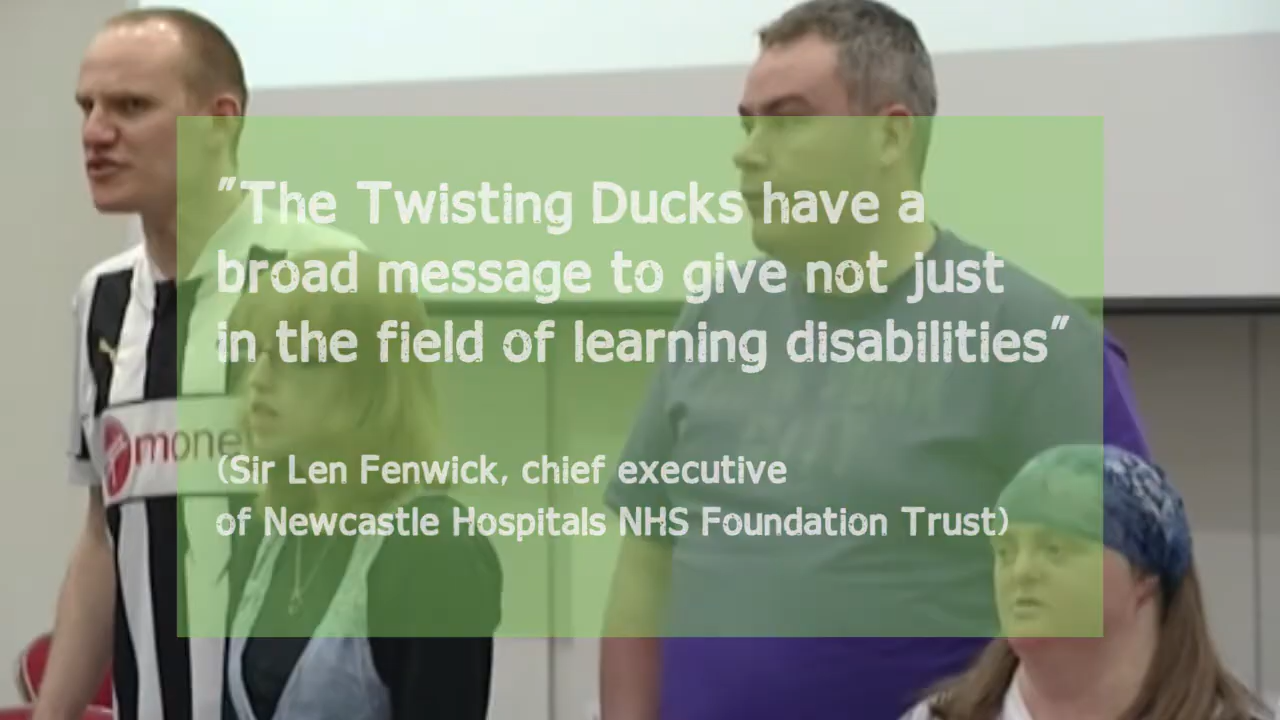 "The Twisting Ducks have a
broad message to give not just
in the field of learning disabilities"
(Sir Len Fenwick, chief executive
of Newcastle Hospitals NHS Foundation Trust)
mone